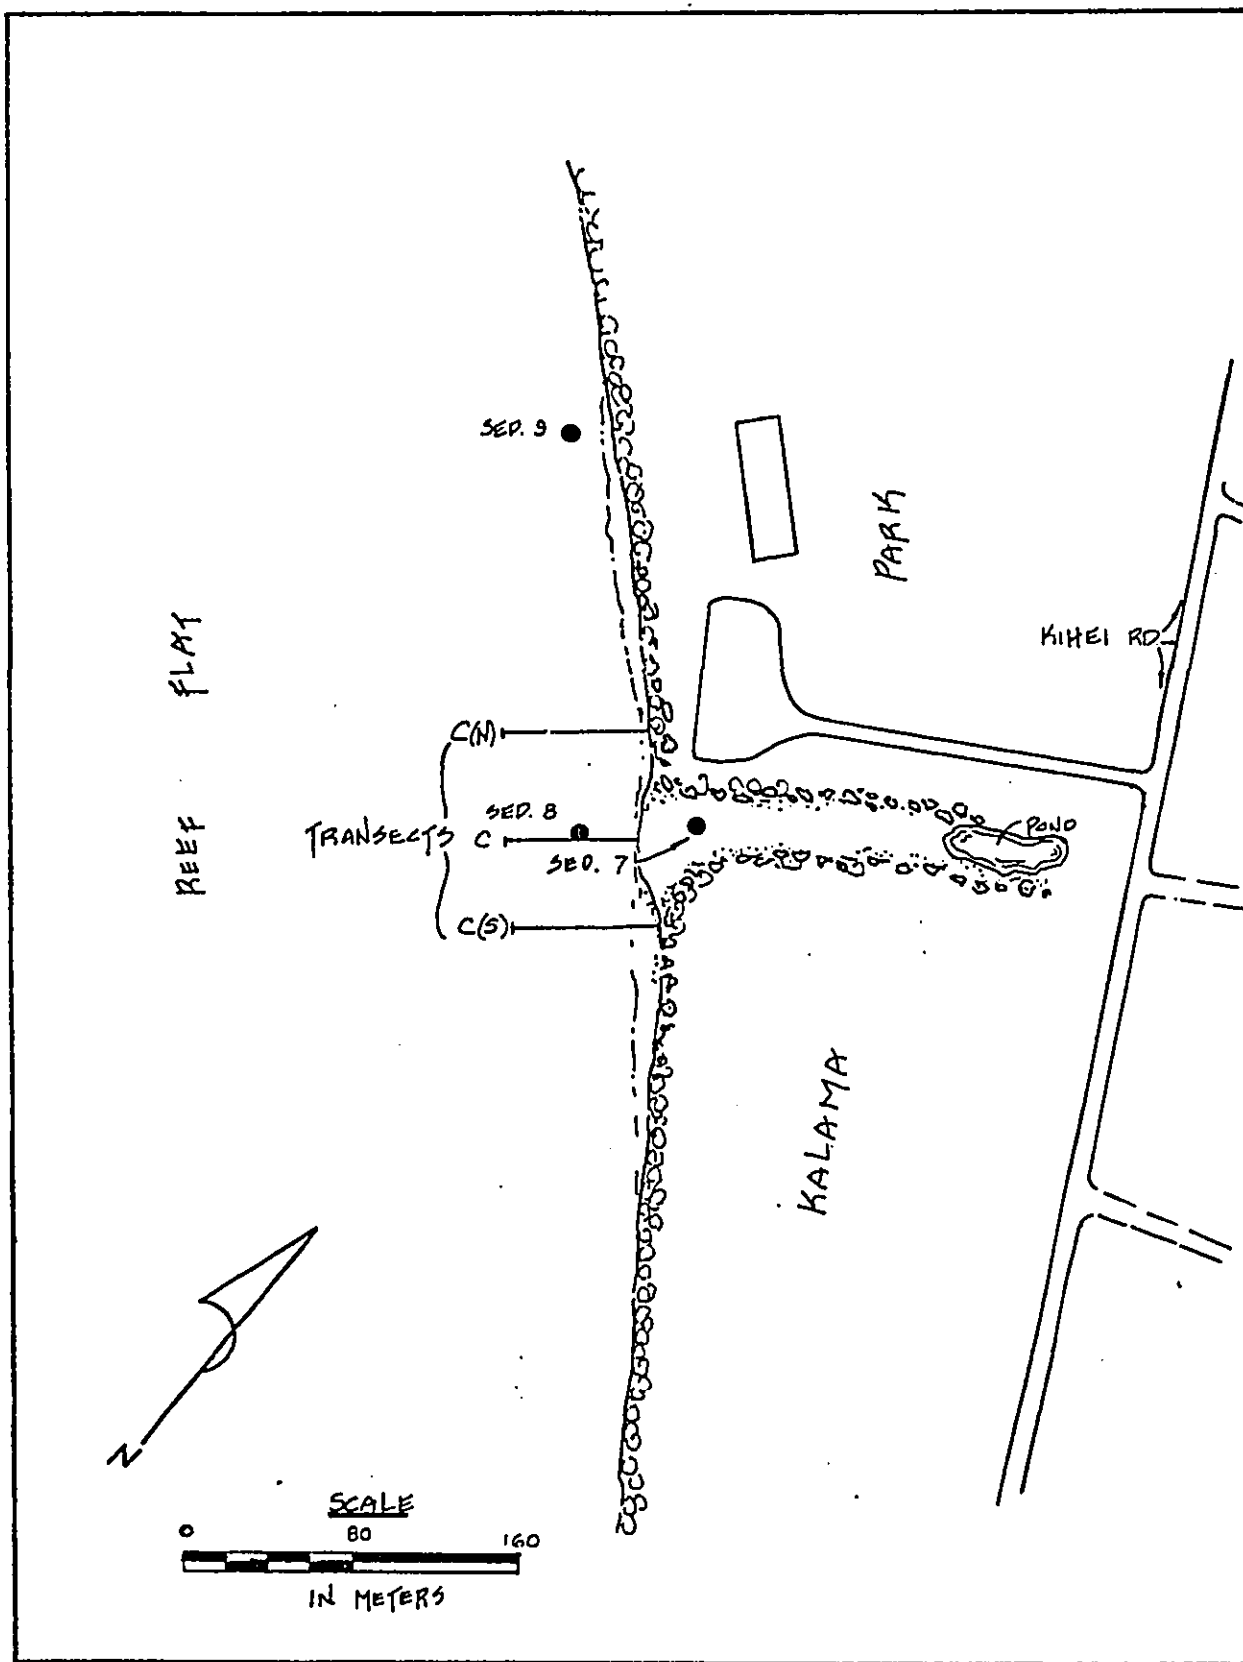 SED. 9
PARK
REEF FLAT
KIHEI RD.
C(N)
SED. 8
TRANSECTS C
SED. 7
POND
C(S)
KALAMA
N
SCALE
0 80 160
IN METERS